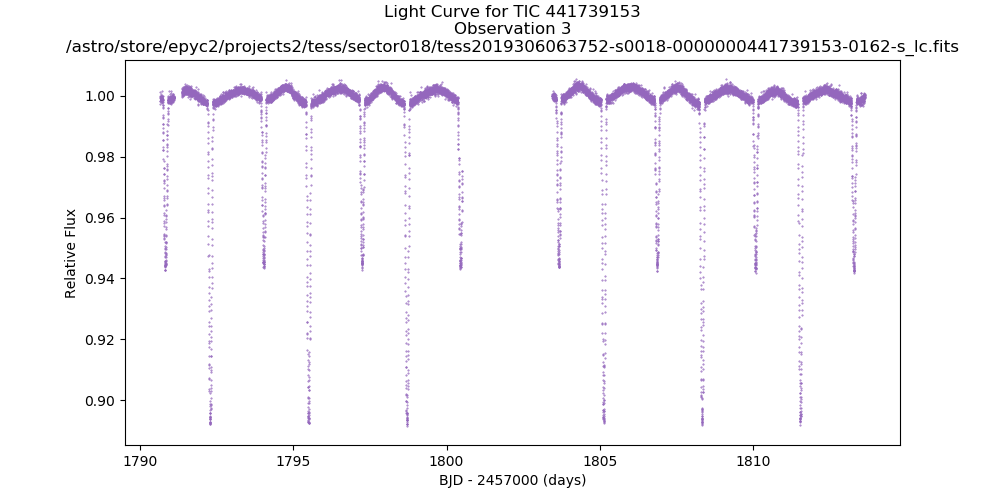 Light Curve for TIC 441739153
Observation 3
/astro/store/epyc2/projects2/tess/sector018/tess2019306063752-s0018-0000000441739153-0162-s_lc.fits
1.00
0.98
0.96
0.94
0.92
0.90
Relative Flux
1790
1795
1800
1805
1810
BJD - 2457000 (days)